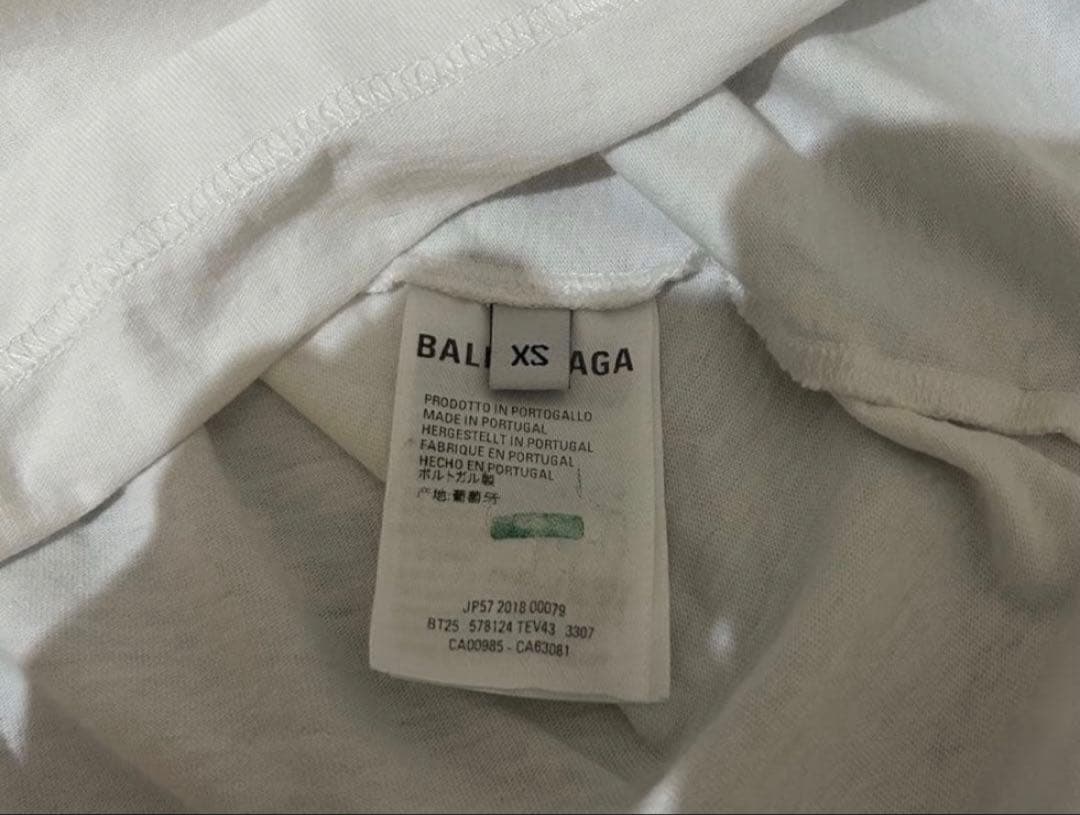 BAL AGA
XS
PRODOTTO IN PORTOGALLO
MADE IN PORTUGAL
HERGESTELLT IN PORTUGAL
FABRIQUE EN PORTUGAL
HECHO EN PORTUGAL
ポルトガル製
产地:葡萄牙
JP57 2018 00079
BT25 578124 TEV43 3307
CA00985 - CA63081